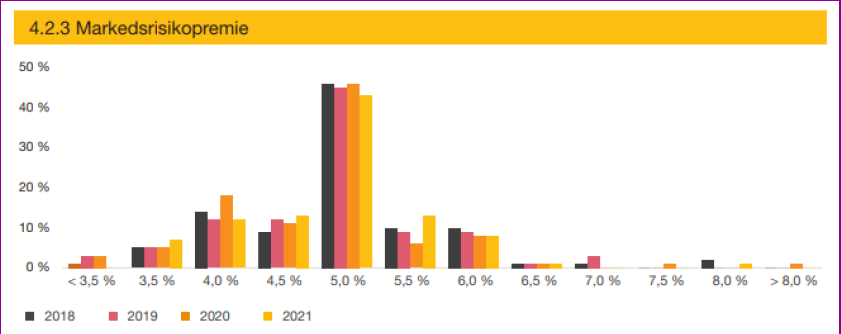 4.2.3 Markedsrisikopremie
50 %
40 %
30 %
20 %
10 %
0 %
< 3,5 % 3,5 % 4,0 % 4,5 % 5,0 % 5,5 % 6,0 % 6,5 % 7,0 % 7,5 % 8,0 % > 8,0 %
2018 2019 2020 2021